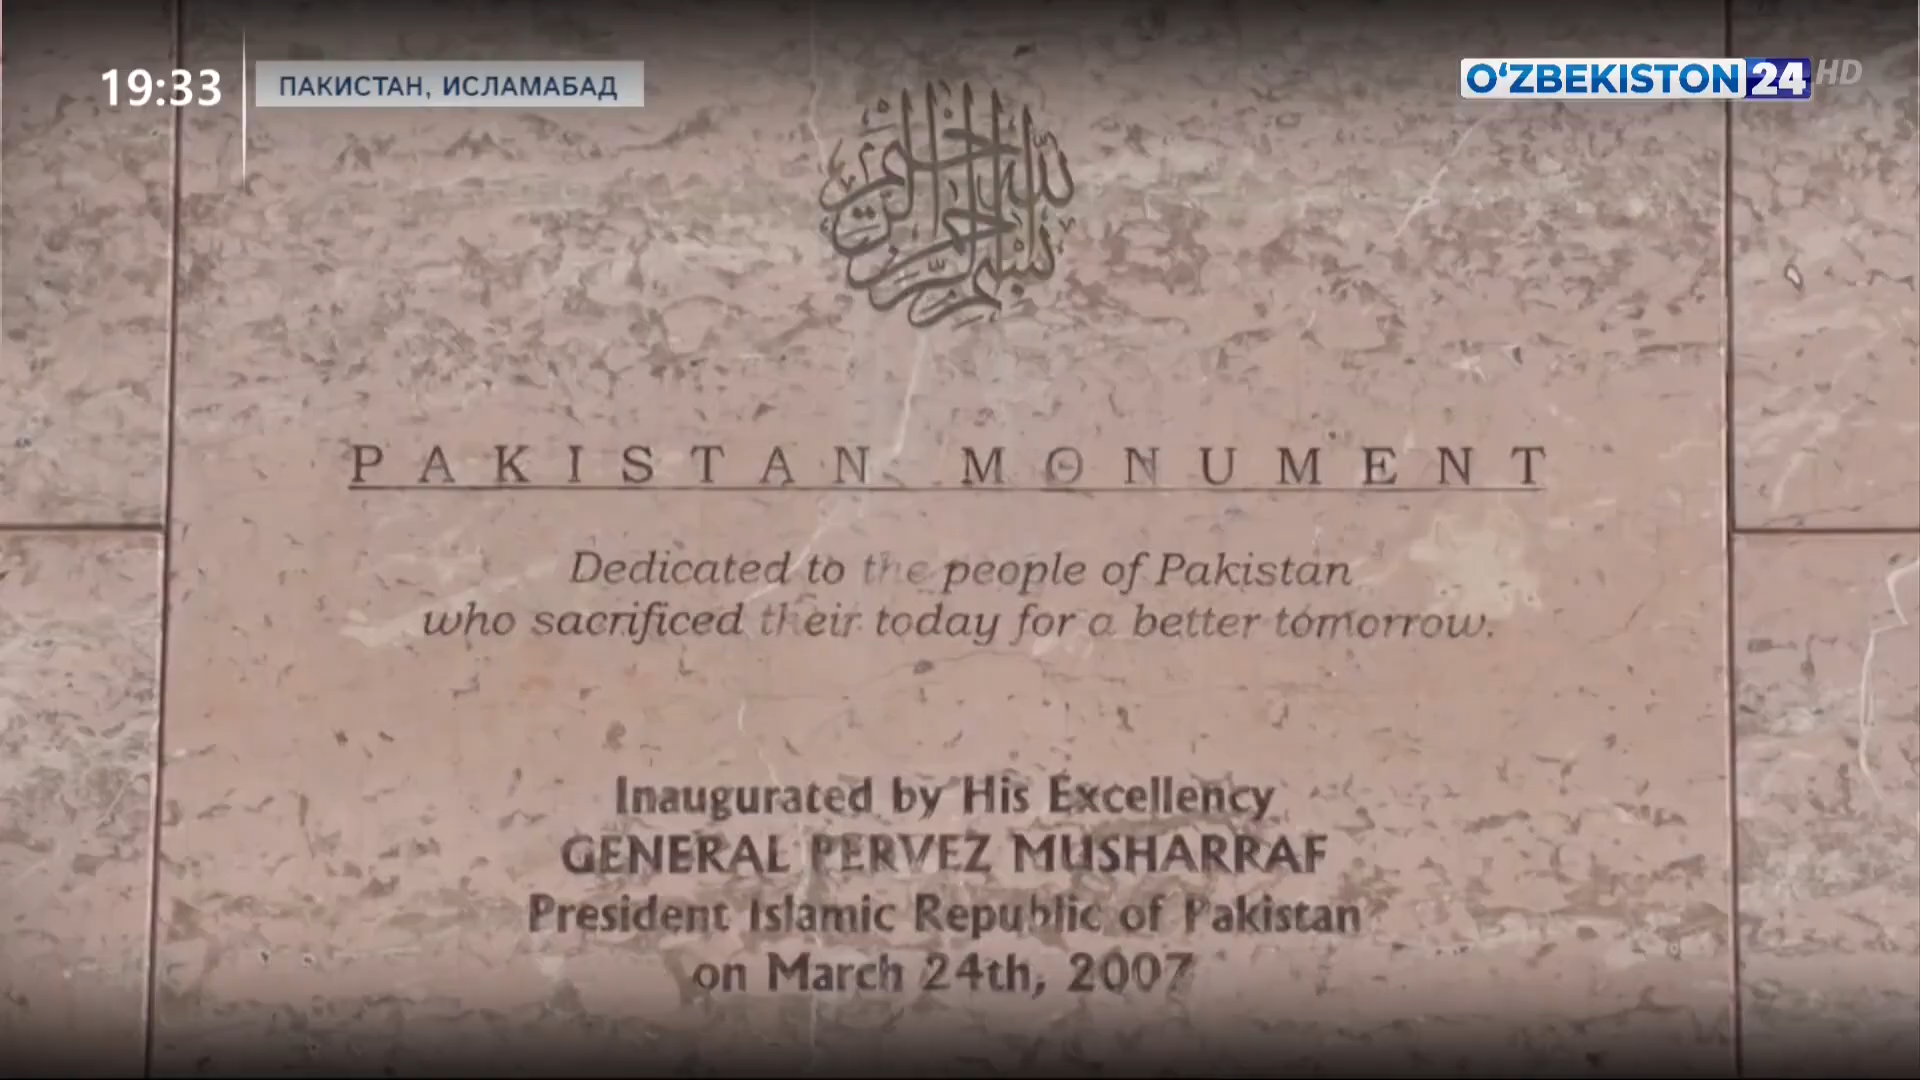 19:33
ПАКИСТАН, ИСЛАМАБАД
O‘ZBEKISTON 24 HD
بسم الله الرحمن الرحيم
PAKISTAN MONUMENT
Dedicated to the people of Pakistan
who sacrificed their today for a better tomorrow.
Inaugurated by His Excellency
GENERAL PERVEZ MUSHARRAF
President Islamic Republic of Pakistan
on March 24th, 2007